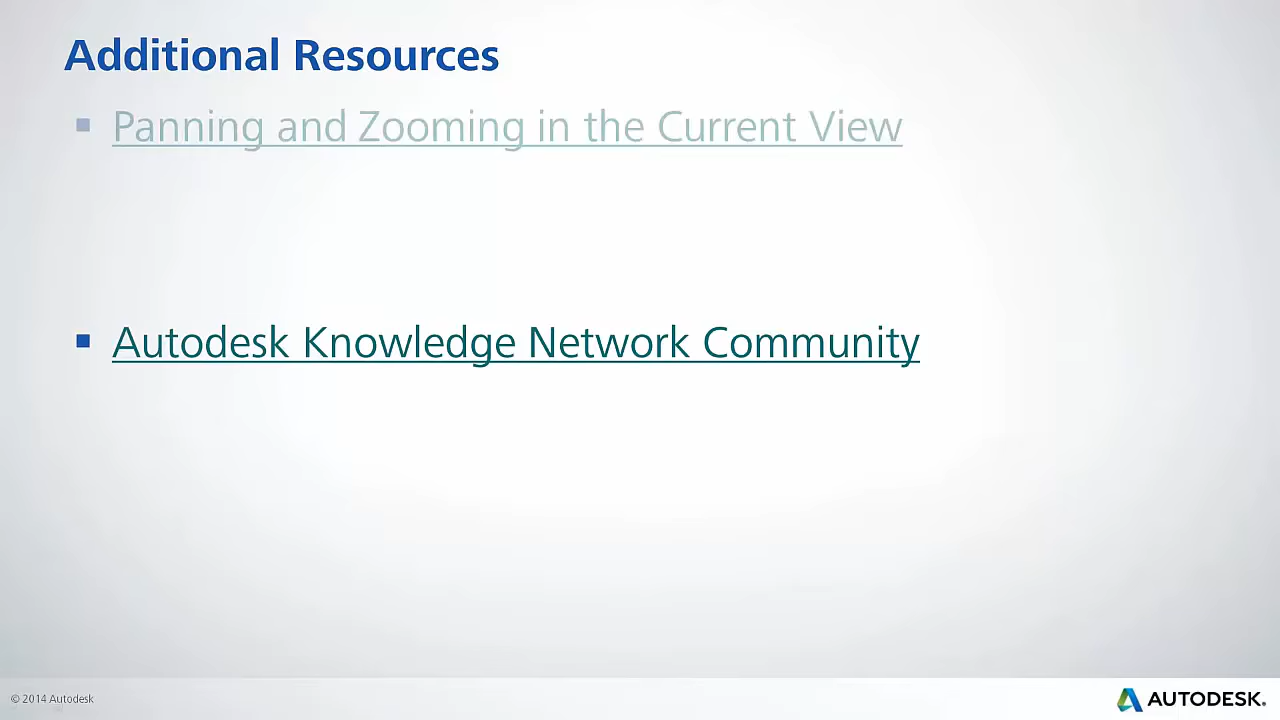 Additional Resources
Panning and Zooming in the Current View
Autodesk Knowledge Network Community
© 2014 Autodesk
AUTODESK.